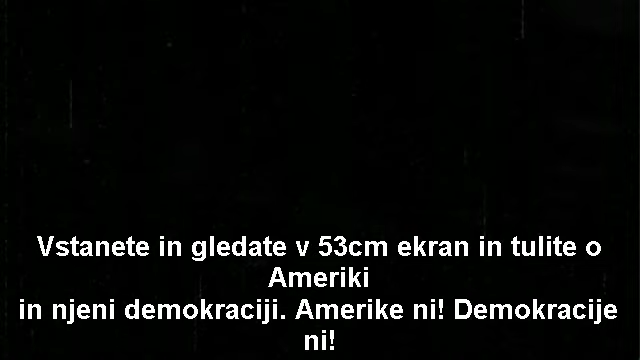 Vstanete in gledate v 53cm ekran in tulite o
Ameriki
in njeni demokraciji. Amerike ni! Demokracije
ni!